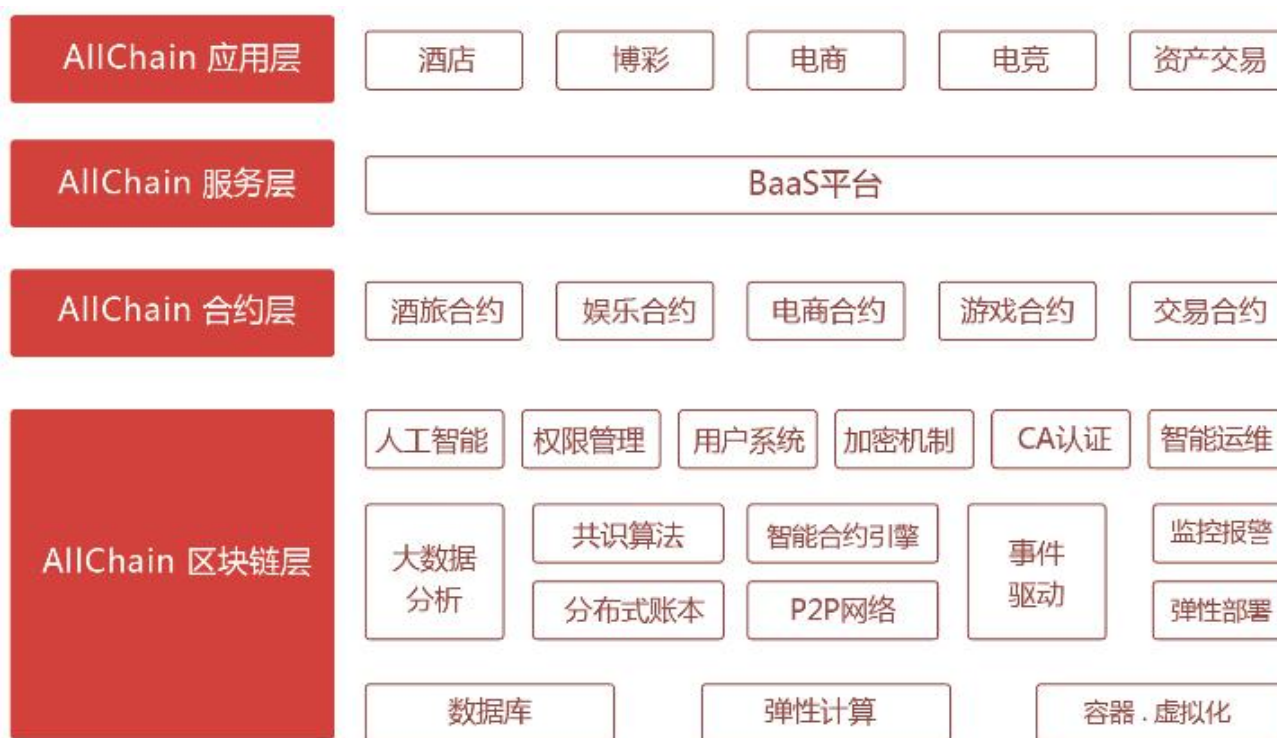 AllChain 应用层
酒店
博彩
电商
电竞
资产交易
AllChain 服务层
BaaS平台
AllChain 合约层
酒旅合约
娱乐合约
电商合约
游戏合约
交易合约
AllChain 区块链层
人工智能
权限管理
用户系统
加密机制
CA认证
智能运维
大数据
分析
共识算法
智能合约引擎
事件
驱动
监控报警
分布式账本
P2P网络
弹性部署
数据库
弹性计算
容器 . 虚拟化